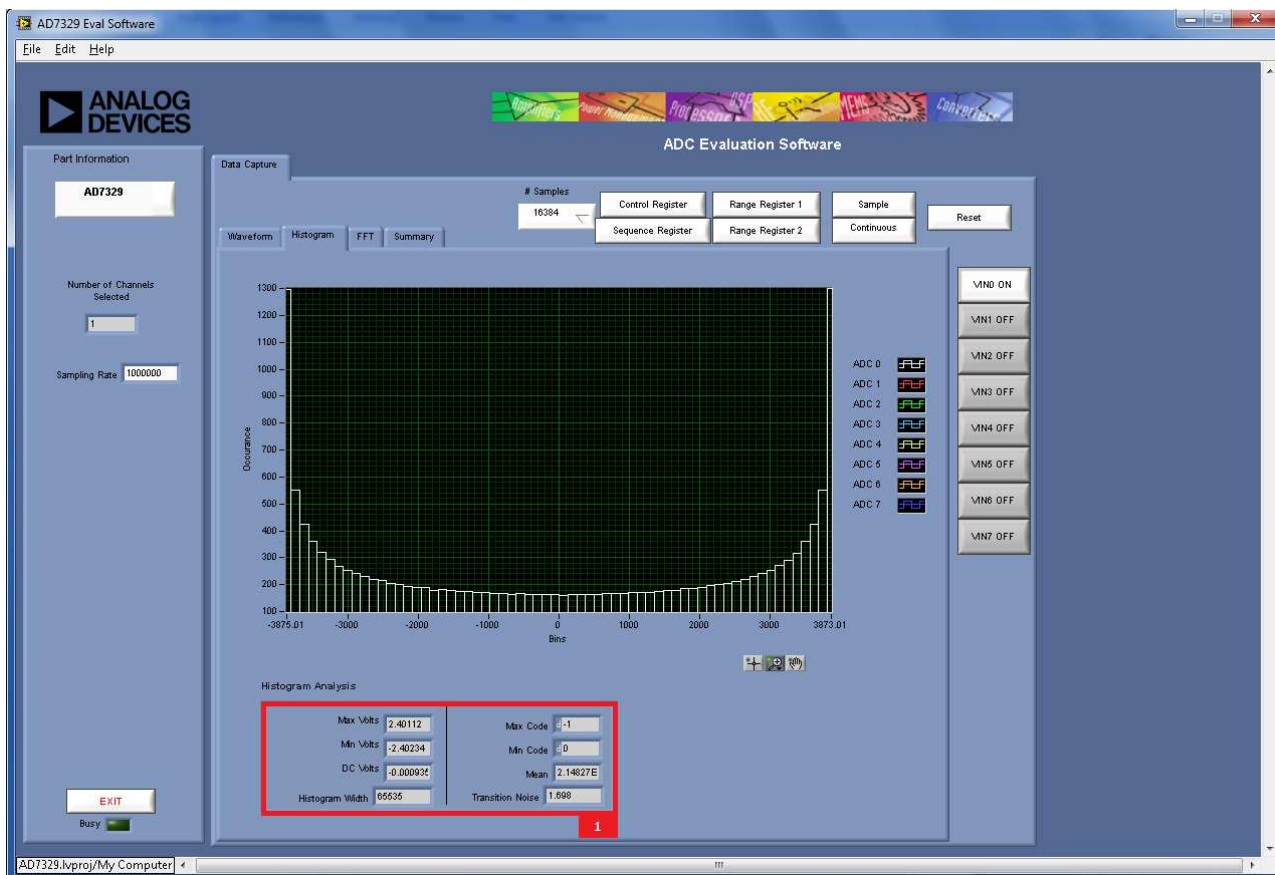 AD7329 Eval Software
File Edit Help
ANALOG
DEVICES
Amplifiers Power Management Processors DSP MEMS Converters
ADC Evaluation Software
Part Information
AD7329
Number of Channels
Selected
1
Sampling Rate 1000000
EXIT
Busy
Data Capture
# Samples
16384
Control Register
Range Register 1
Sample
Sequence Register
Range Register 2
Continuous
Reset
Waveform Histogram FFT Summary
Occurance
1300
1200
1100
1000
900
800
700
600
500
400
300
200
100
-3875.01 -3000 -2000 -1000 0 1000 2000 3000 3873.01
Bins
ADC 0
ADC 1
ADC 2
ADC 3
ADC 4
ADC 5
ADC 6
ADC 7
VIN0 ON
VIN1 OFF
VIN2 OFF
VIN3 OFF
VIN4 OFF
VIN5 OFF
VIN6 OFF
VIN7 OFF
Histogram Analysis
Max Volts 2.40112
Min Volts -2.40234
DC Volts
Histogram Width 65535
Max Code -1
Min Code 0
Mean 2.14827E
Transition Noise 1.698
1
AD7329.lvproj/My Computer